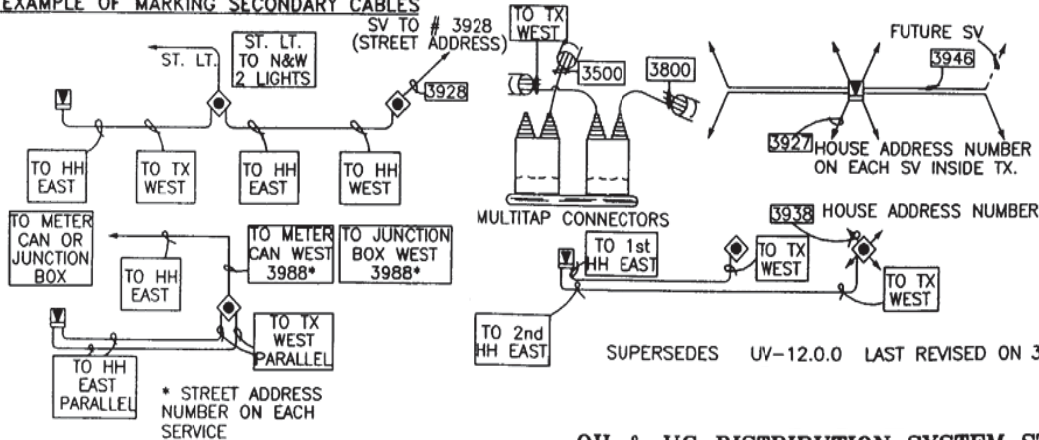 EXAMPLE OF MARKING SECONDARY CABLES
SV TO # 3928
(STREET ADDRESS)
ST. LT.
ST. LT.
TO N&W
2 LIGHTS
3928
TO HH
EAST
TO TX
WEST
TO HH
EAST
TO HH
WEST
TO TX
WEST
3500
3800
MULTITAP CONNECTORS
FUTURE SV
3946
3927
HOUSE ADDRESS NUMBER
ON EACH SV INSIDE TX.
TO METER
CAN OR
JUNCTION
BOX
TO HH
EAST
TO METER
CAN WEST
3988*
TO JUNCTION
BOX WEST
3988*
TO TX
WEST
PARALLEL
TO HH
EAST
PARALLEL
* STREET ADDRESS
NUMBER ON EACH
SERVICE
3938
HOUSE ADDRESS NUMBER
TO 1st
HH EAST
TO TX
WEST
TO TX
WEST
TO 2nd
HH EAST
SUPERSEDES UV-12.0.0 LAST REVISED ON 3
OH & UG DISTRIBUTION SYSTEM